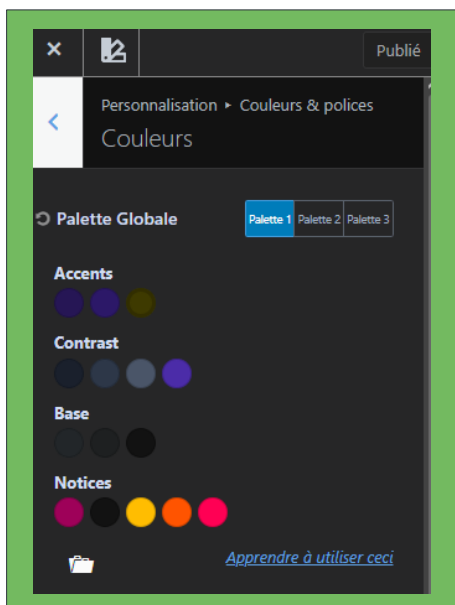 Publié
Personnalisation ▸ Couleurs & polices
Couleurs
Palette Globale Palette 1 Palette 2 Palette 3
Accents
Contrast
Base
Notices
Apprendre à utiliser ceci